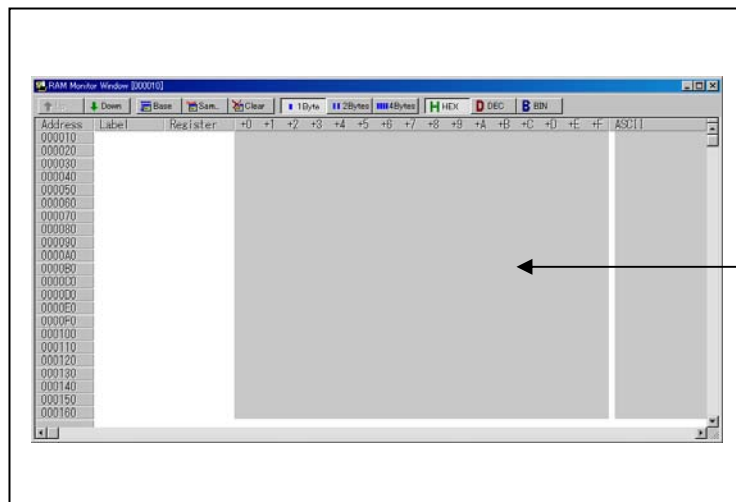 RAM Monitor Window [000010]
Up Down Base Sam.. Clear 1Byte 2Bytes 4Bytes HEX DEC BIN
Address Label Register +0 +1 +2 +3 +4 +5 +6 +7 +8 +9 +A +B +C +D +E +F ASCII
000010
000020
000030
000040
000050
000060
000070
000080
000090
0000A0
0000B0
0000C0
0000D0
0000E0
0000F0
000100
000110
000120
000130
000140
000150
000160